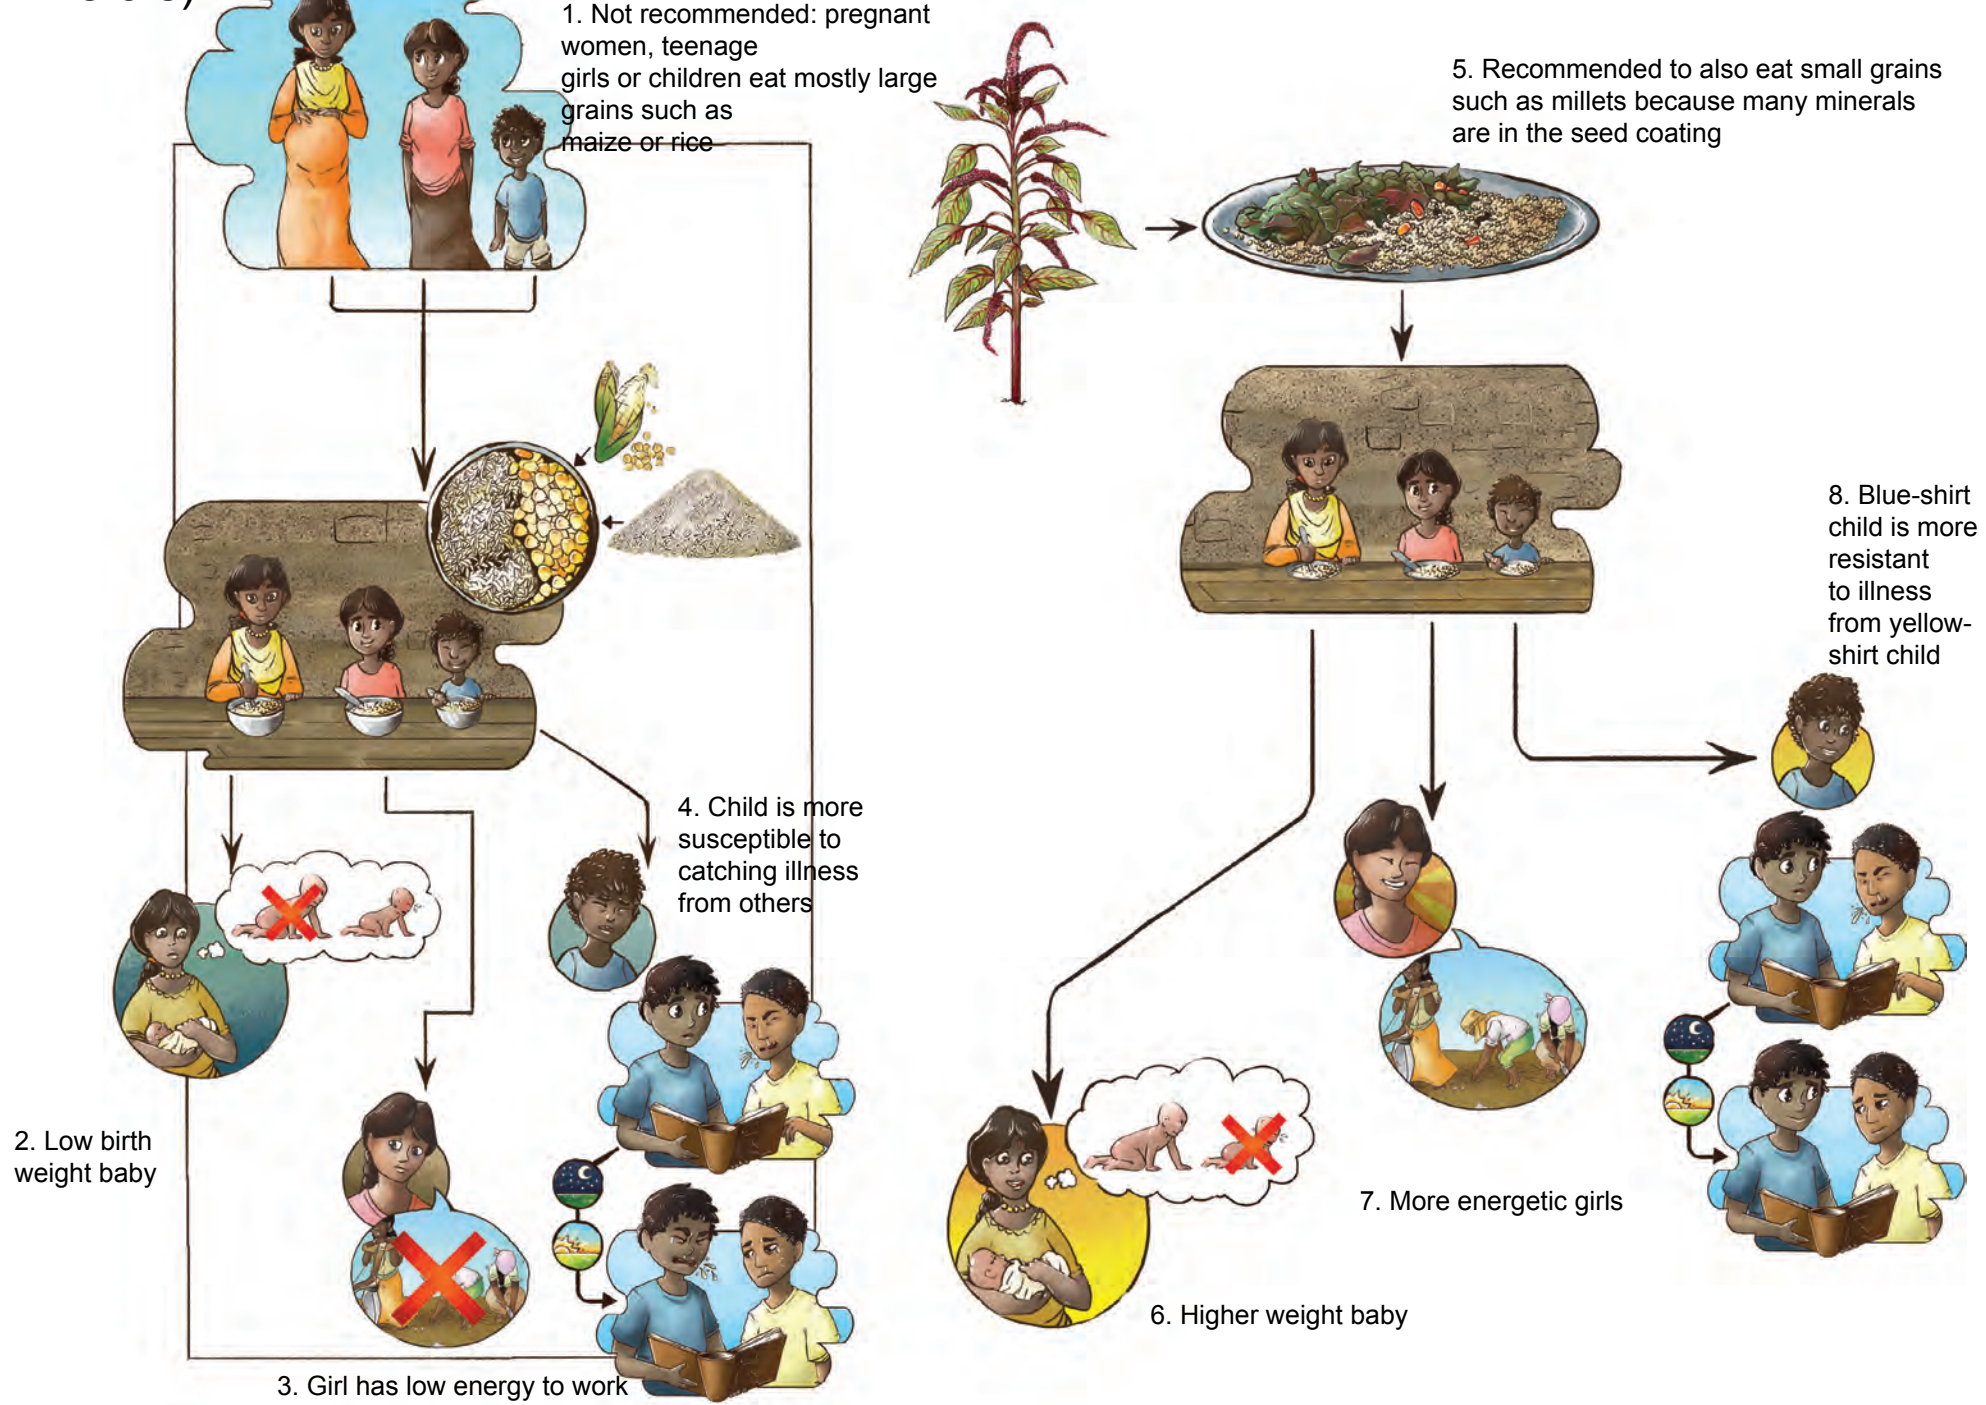 1. Not recommended: pregnant
women, teenage
girls or children eat mostly large
grains such as
maize or rice
2. Low birth
weight baby
3. Girl has low energy to work
4. Child is more
susceptible to
catching illness
from others
5. Recommended to also eat small grains
such as millets because many minerals
are in the seed coating
6. Higher weight baby
7. More energetic girls
8. Blue-shirt
child is more
resistant
to illness
from yellow-
shirt child